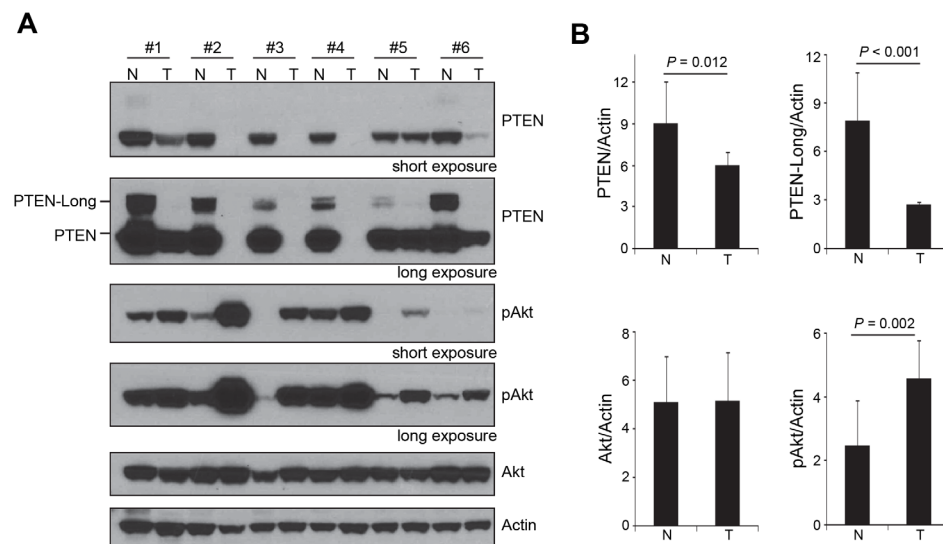 A
#1 #2 #3 #4 #5 #6
N T N T N T N T N T N T
PTEN
short exposure
PTEN-Long
PTEN
PTEN
long exposure
pAkt
short exposure
pAkt
long exposure
Akt
Actin
B
P = 0.012
PTEN/Actin
12
9
6
3
0
N T
P < 0.001
PTEN-Long/Actin
12
9
6
3
0
N T
Akt/Actin
8
6
4
2
0
N T
P = 0.002
pAkt/Actin
6
4
2
0
N T